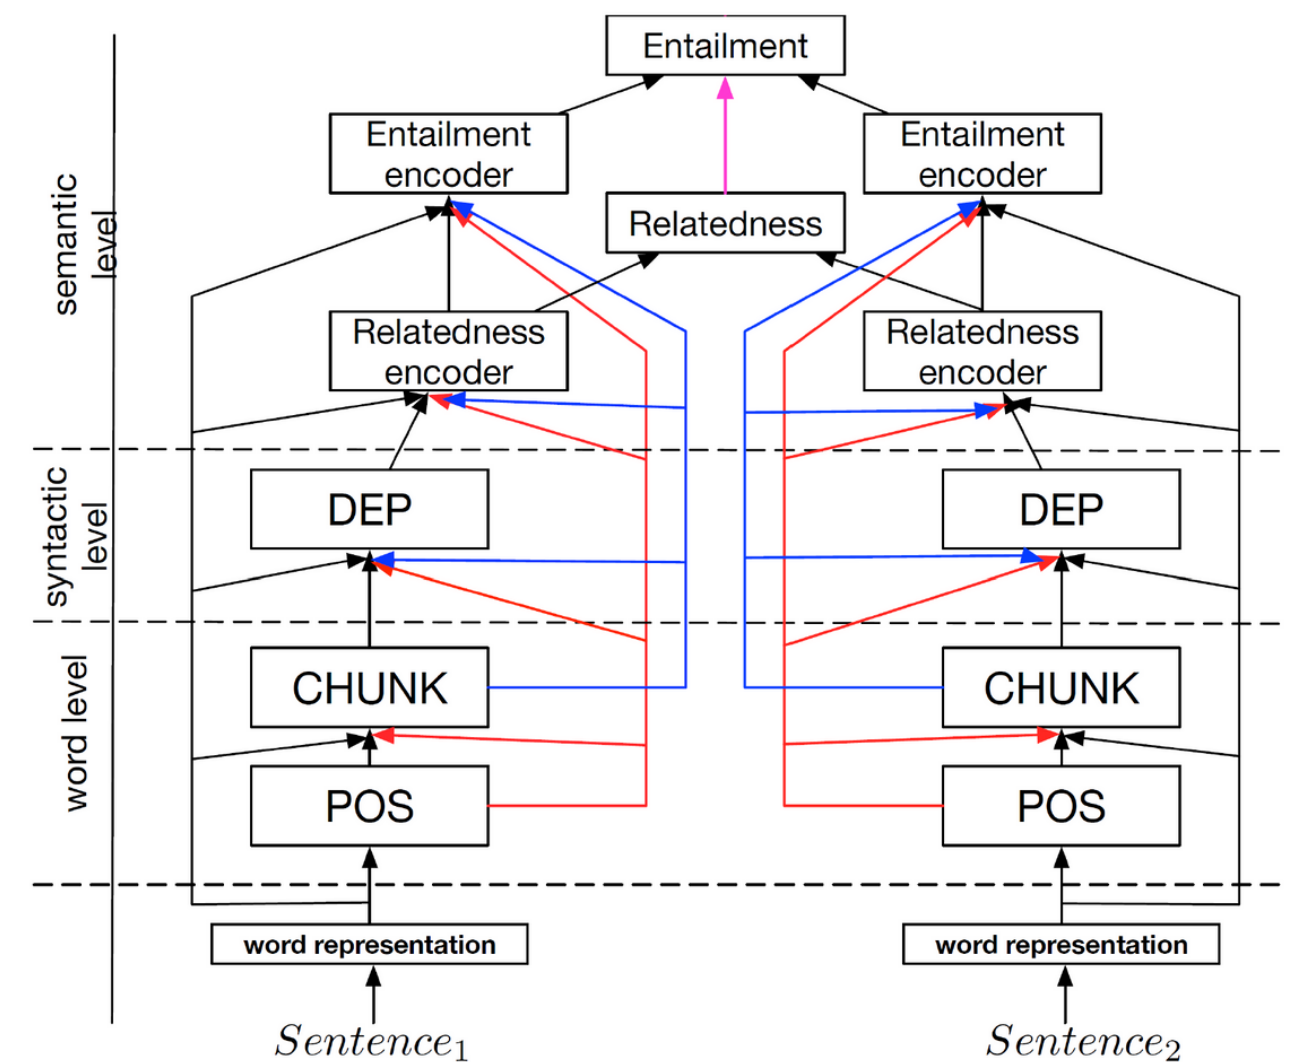 Entailment
Entailment
encoder
Entailment
encoder
Relatedness
semantic
level
Relatedness
encoder
Relatedness
encoder
syntactic
level
DEP
DEP
word level
CHUNK
CHUNK
POS
POS
word representation
word representation
Sentence₁
Sentence₂